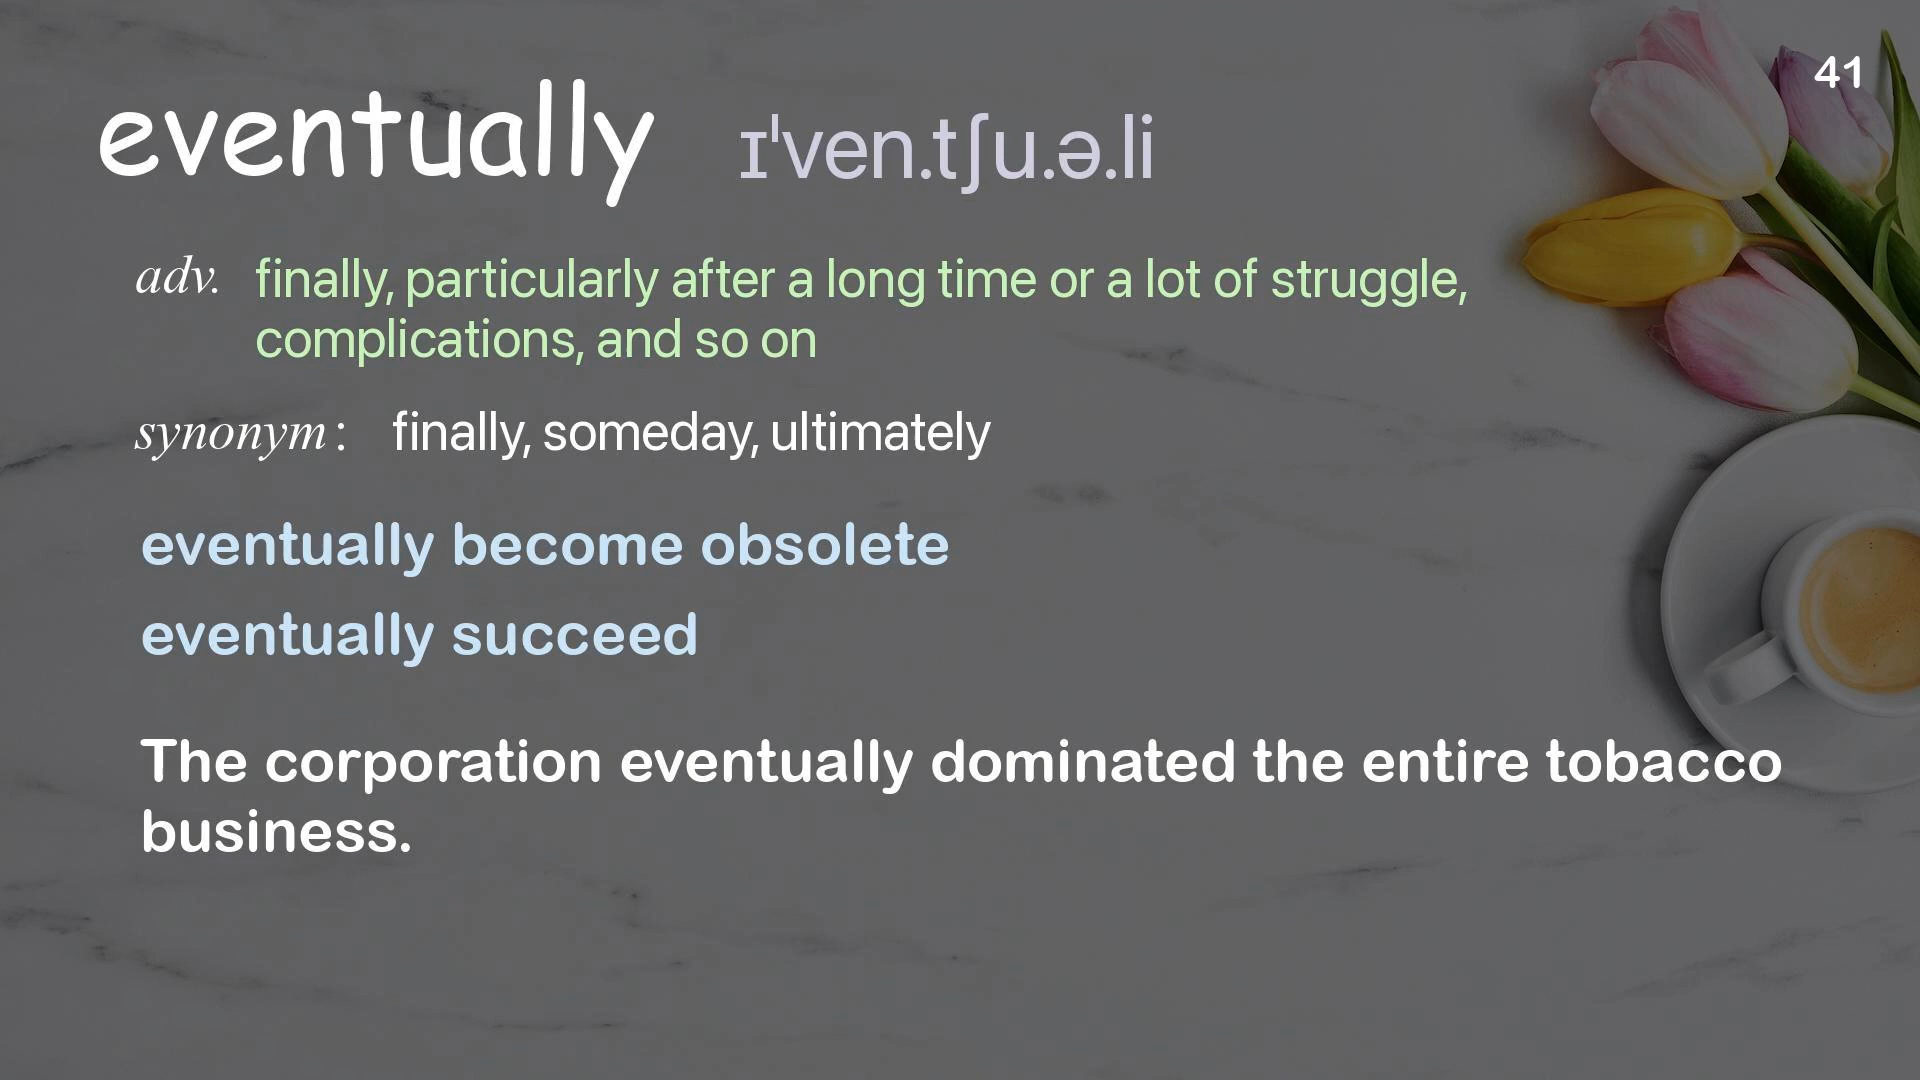 41
eventually ɪˈven.tʃu.ə.li
adv. finally, particularly after a long time or a lot of struggle,
complications, and so on
synonym: finally, someday, ultimately
eventually become obsolete
eventually succeed
The corporation eventually dominated the entire tobacco
business.